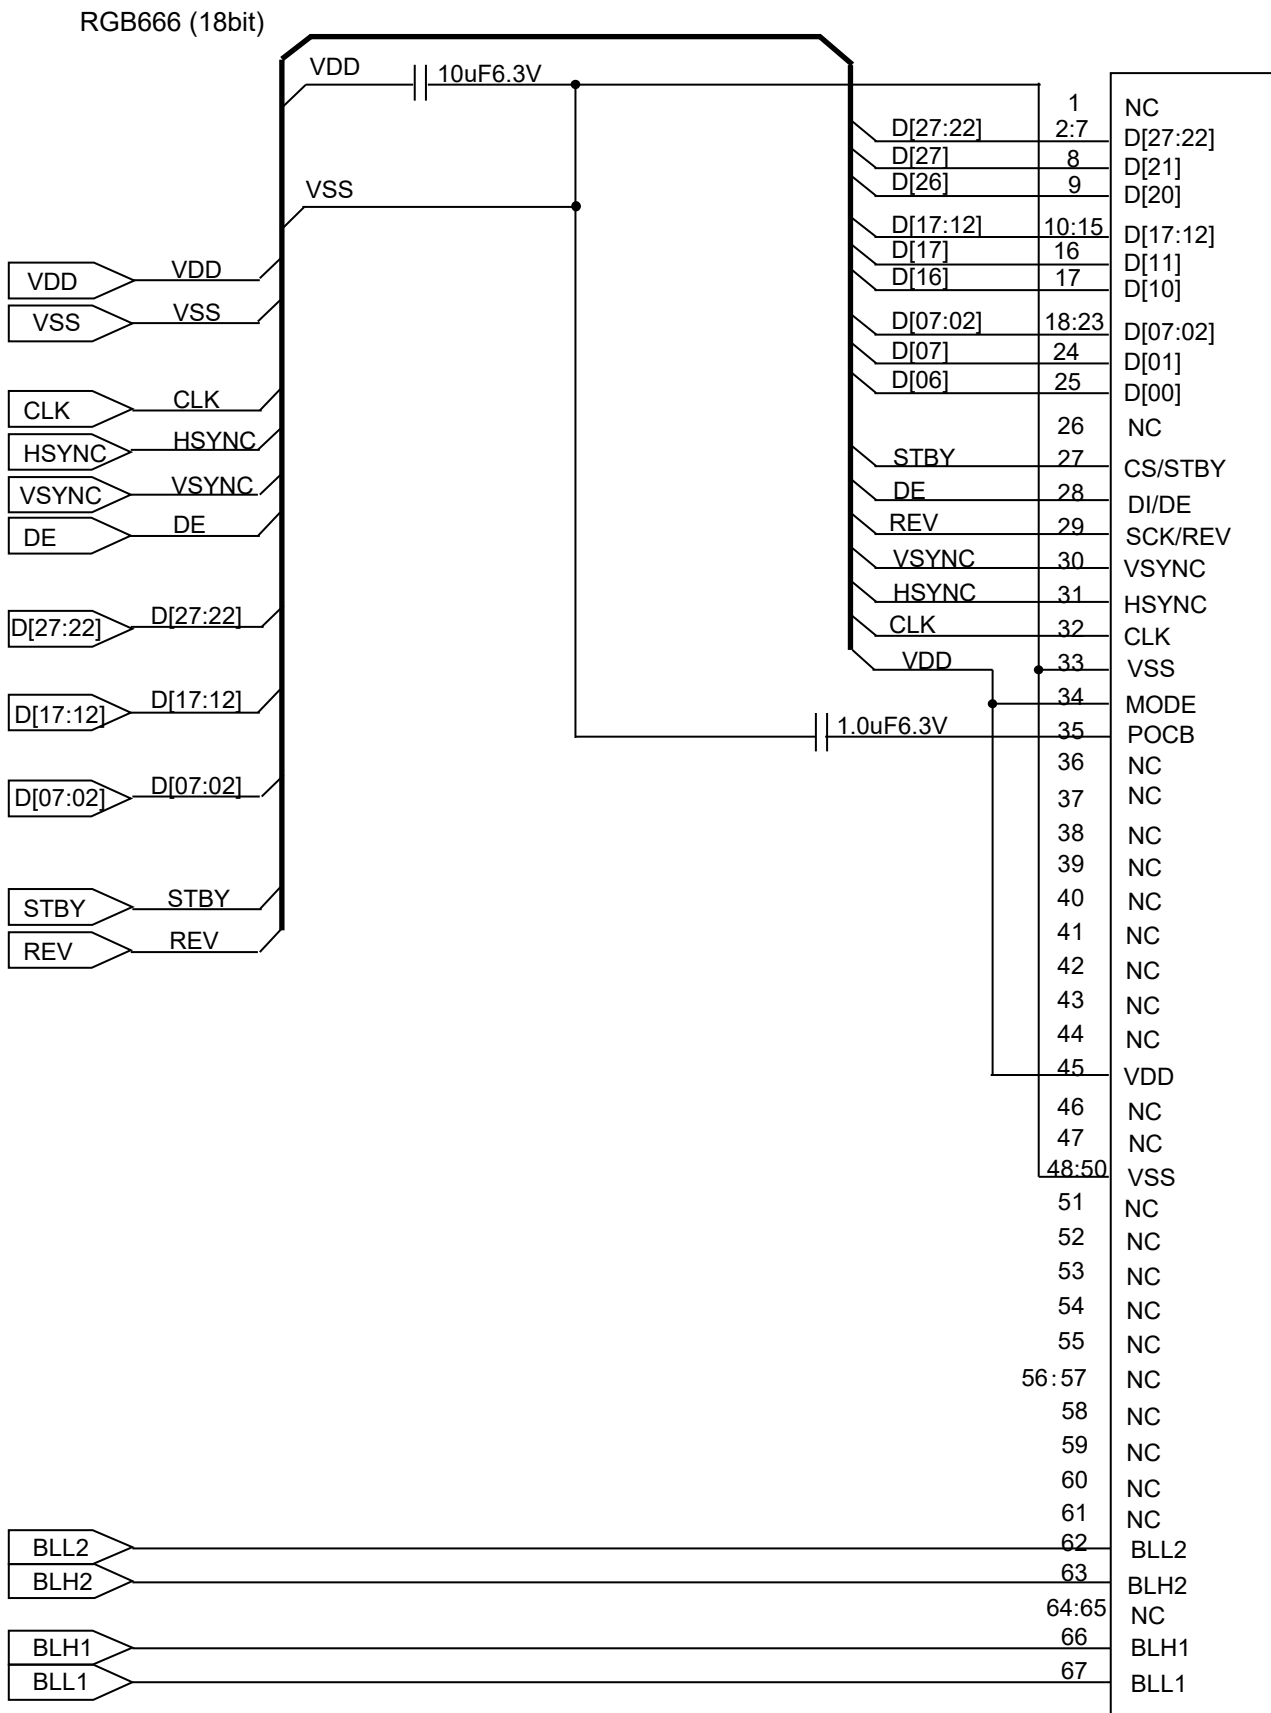 RGB666 (18bit)
VDD
10uF6.3V
VSS
VDD VDD
VSS VSS
CLK CLK
HSYNC HSYNC
VSYNC VSYNC
DE DE
D[27:22] D[27:22]
D[17:12] D[17:12]
D[07:02] D[07:02]
STBY STBY
REV REV
1 NC
D[27:22] 2:7 D[27:22]
D[27] 8 D[21]
D[26] 9 D[20]
D[17:12] 10:15 D[17:12]
D[17] 16 D[11]
D[16] 17 D[10]
D[07:02] 18:23 D[07:02]
D[07] 24 D[01]
D[06] 25 D[00]
26 NC
STBY 27 CS/STBY
DE 28 DI/DE
REV 29 SCK/REV
VSYNC 30 VSYNC
HSYNC 31 HSYNC
CLK 32 CLK
VDD 33 VSS
34 MODE
1.0uF6.3V 35 POCB
36 NC
37 NC
38 NC
39 NC
40 NC
41 NC
42 NC
43 NC
44 NC
45 VDD
46 NC
47 NC
48:50 VSS
51 NC
52 NC
53 NC
54 NC
55 NC
56:57 NC
58 NC
59 NC
60 NC
61 NC
BLL2 62 BLL2
BLH2 63 BLH2
64:65 NC
BLH1 66 BLH1
BLL1 67 BLL1